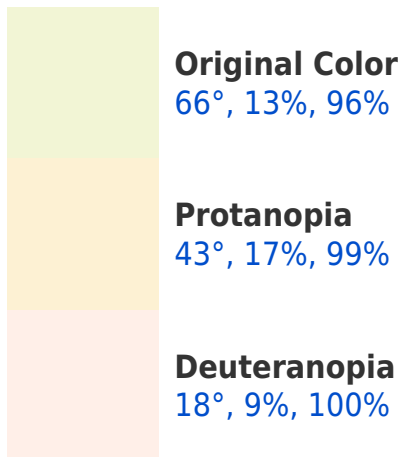 Original Color
66°, 13%, 96%
Protanopia
43°, 17%, 99%
Deuteranopia
18°, 9%, 100%